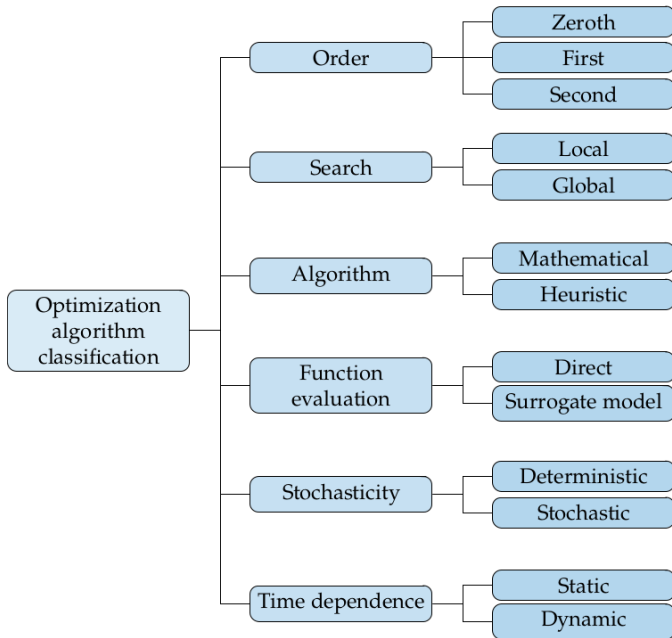 Optimization
algorithm
classification
Order
Zeroth
First
Second
Search
Local
Global
Algorithm
Mathematical
Heuristic
Function
evaluation
Direct
Surrogate model
Stochasticity
Deterministic
Stochastic
Time dependence
Static
Dynamic